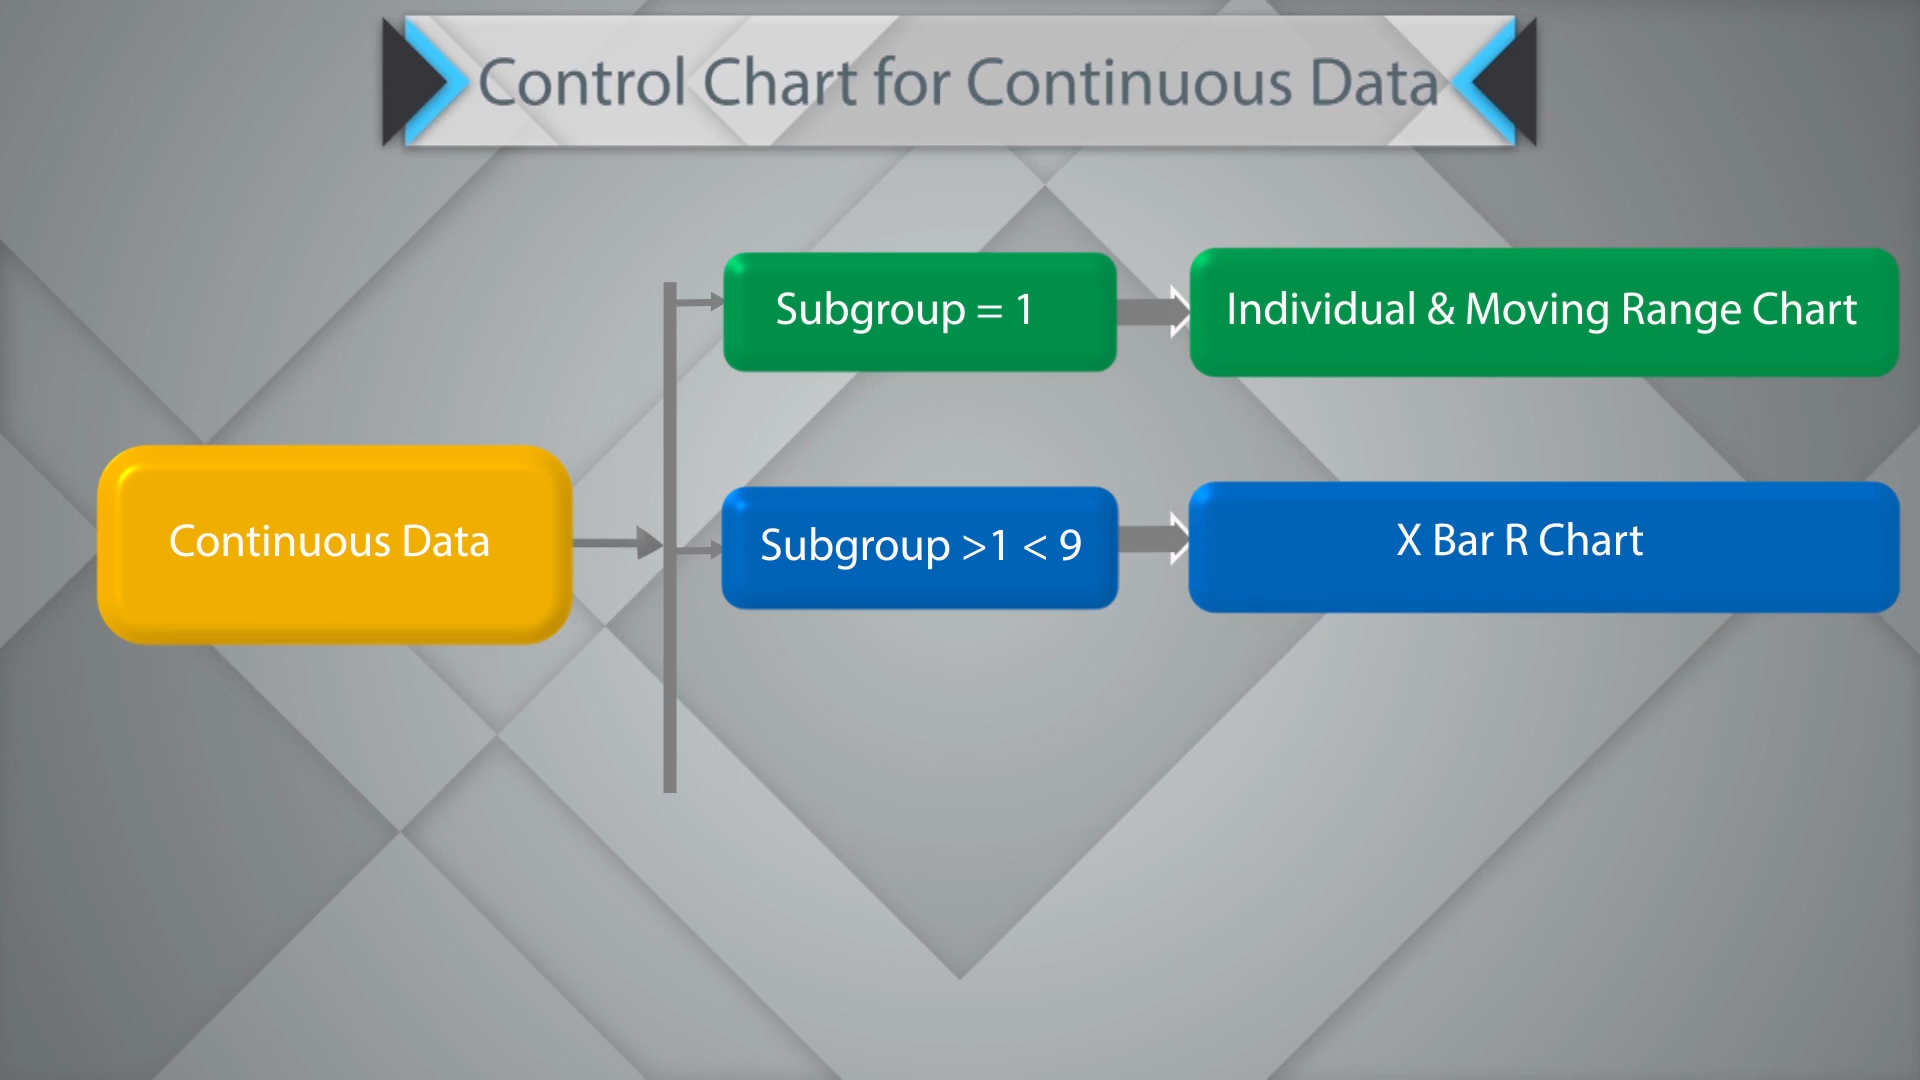 Control Chart for Continuous Data
Subgroup = 1
Individual & Moving Range Chart
Continuous Data
Subgroup >1 < 9
X Bar R Chart